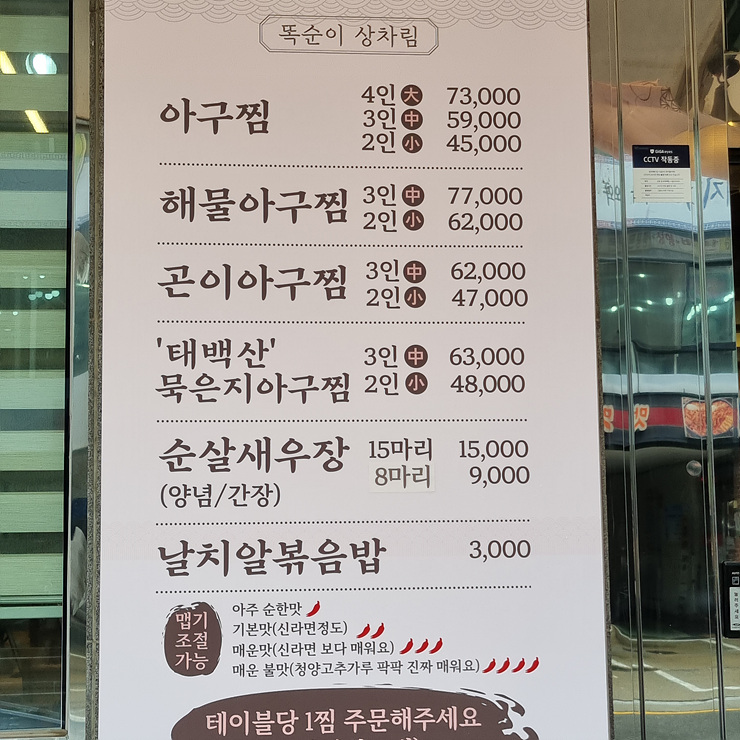 똑순이 상차림
아구찜 4인 大 73,000
3인 中 59,000
2인 小 45,000
해물아구찜 3인 中 77,000
2인 小 62,000
곤이아구찜 3인 中 62,000
2인 小 47,000
'태백산' 3인 中 63,000
묵은지아구찜 2인 小 48,000
순살새우장 15마리 15,000
(양념/간장) 8마리 9,000
날치알볶음밥 3,000
맵기
조절
가능
아주 순한맛
기본맛(신라면정도)
매운맛(신라면 보다 매워요)
매운 불맛(청양고추가루 팍팍 진짜 매워요)
테이블당 1찜 주문해주세요
CCTV 작동중